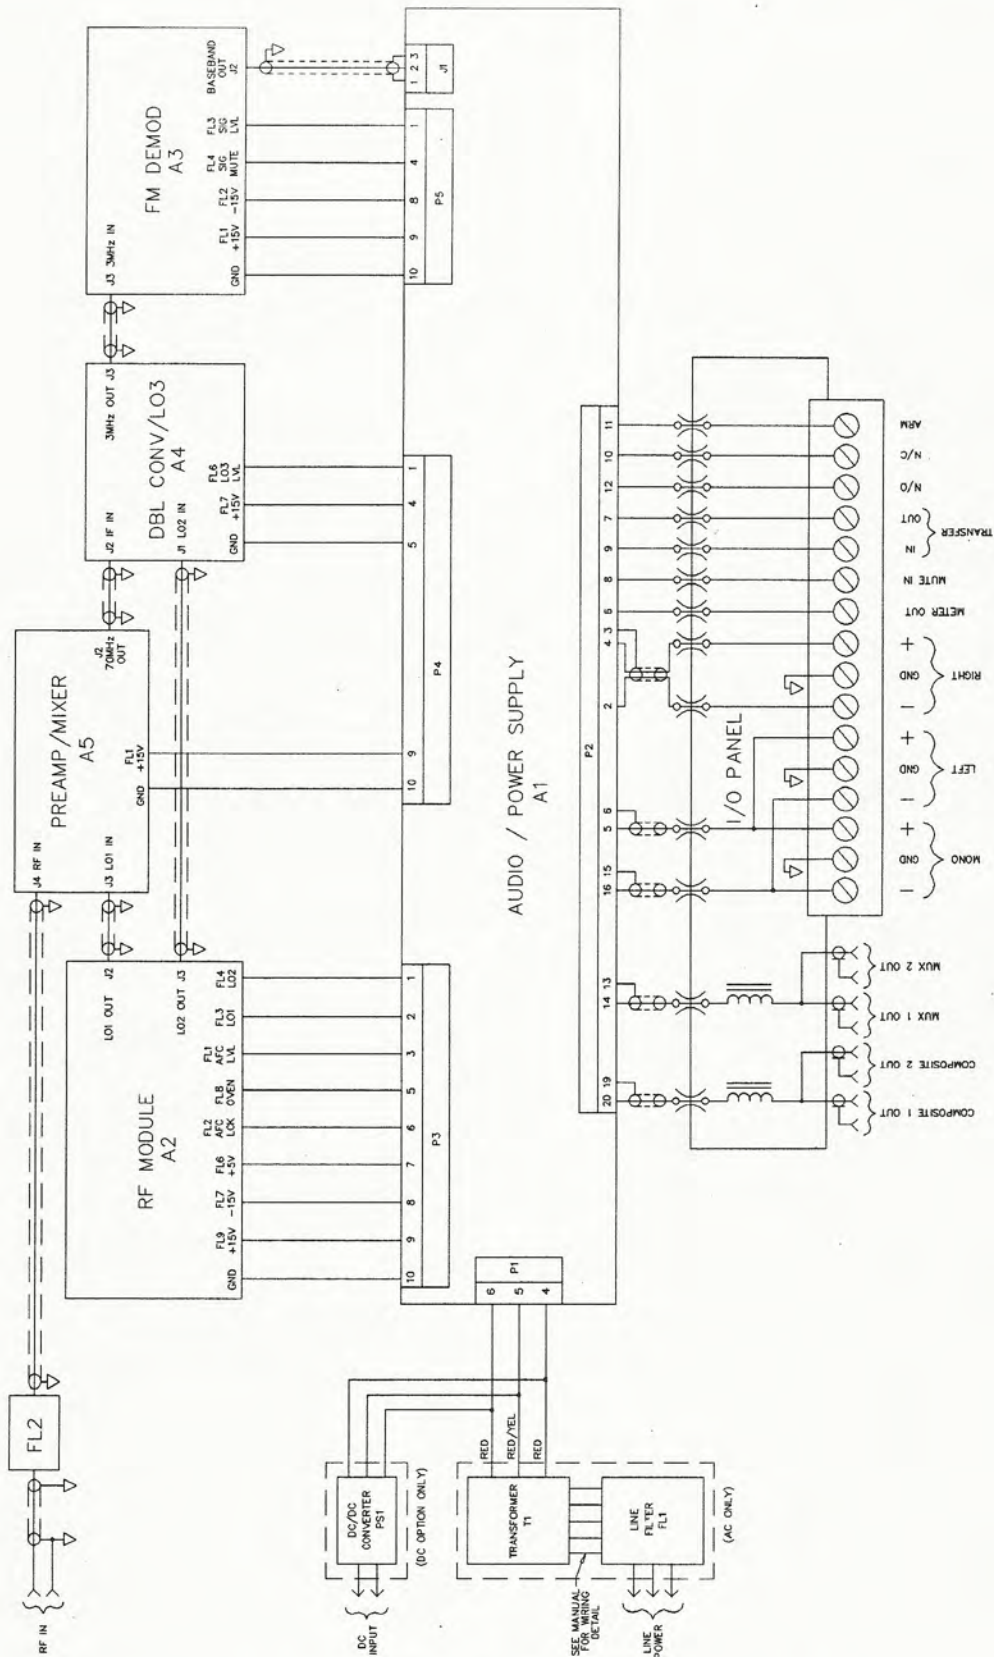 RF IN
FL2
J4 RF IN
J3 LO1 IN
PREAMP/MIXER
A5
J2
70MHz
OUT
FL1
+15V
GND
J2 IF IN
J1 LO2 IN
DBL CONV/LO3
A4
3MHz OUT J3
FL6
LO3
LVL
FL7
+15V
GND
J3 3MHz IN
FM DEMOD
A3
BASEBAND
OUT
J2
FL3
SIG
LVL
FL4
SIG
MUTE
FL2
-15V
FL1
+15V
GND
LO1 OUT J2
LO2 OUT J3
RF MODULE
A2
GND
FL9
+15V
FL7
-15V
FL6
+5V
FL2
AFC
LOK
FL8
OVEN
FL1
AFC
LVL
FL3
LO1
FL4
LO2
10 9 8 7 6 5 3 2 1
P3
10 9 5 4 1
P4
10 9 8 4 1
P5
1 2 3
J1
AUDIO / POWER SUPPLY
A1
P1
6 5 4
RED
RED/YEL
RED
DC/DC
CONVERTER
PS1
(DC OPTION ONLY)
DC
INPUT
TRANSFORMER
T1
LINE
FILTER
FL1
(AC ONLY)
SEE MANUAL
FOR WIRING
DETAIL
LINE
POWER
P2
20 19 14 13 16 15 5 6 2 4 3 6 8 9 7 12 10 11
I/O PANEL
COMPOSITE 1 OUT
COMPOSITE 2 OUT
MUX 1 OUT
MUX 2 OUT
- GND +
MONO
- GND +
LEFT
- GND +
RIGHT
METER OUT
MUTE IN
IN
OUT
TRANSFER
N/O
N/C
ARM